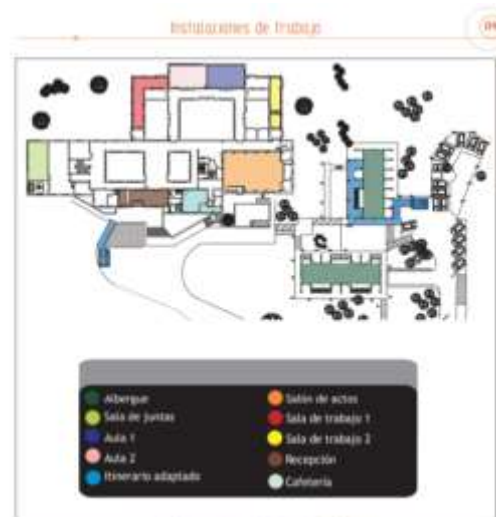 Instalaciones de trabajo
Albergue
Sala de juntas
Aula 1
Aula 2
Itinerario adaptado
Salón de actos
Sala de trabajo 1
Sala de trabajo 2
Recepción
Cafetería